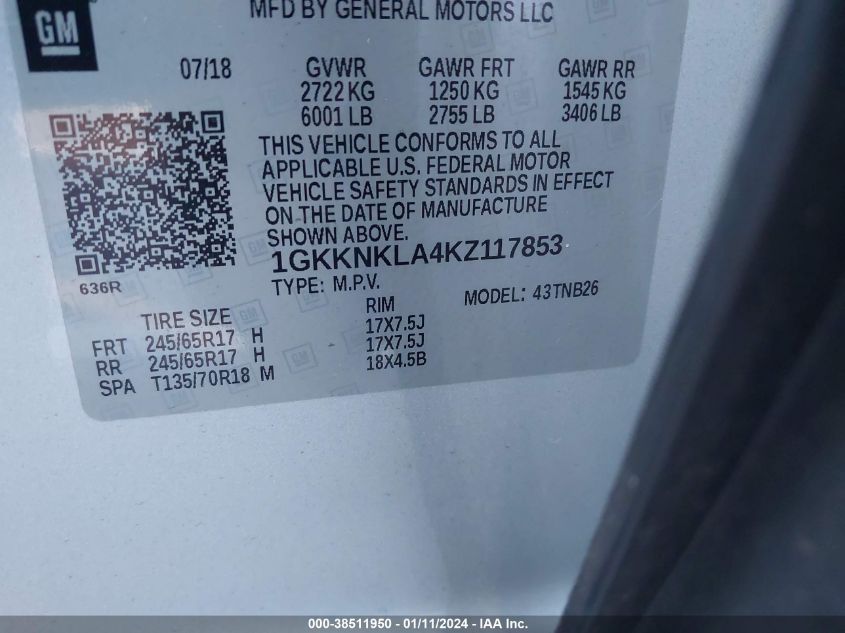 MFD BY GENERAL MOTORS LLC
GM
07/18 GVWR GAWR FRT GAWR RR
2722 KG 1250 KG 1545 KG
6001 LB 2755 LB 3406 LB
THIS VEHICLE CONFORMS TO ALL
APPLICABLE U.S. FEDERAL MOTOR
VEHICLE SAFETY STANDARDS IN EFFECT
ON THE DATE OF MANUFACTURE
SHOWN ABOVE.
1GKKNKLA4KZ117853
636R
TYPE: M.P.V. MODEL: 43TNB26
TIRE SIZE RIM
FRT 245/65R17 H 17X7.5J
RR 245/65R17 H 17X7.5J
SPA T135/70R18 M 18X4.5B
000-38511950 - 01/11/2024 - IAAI, Inc.